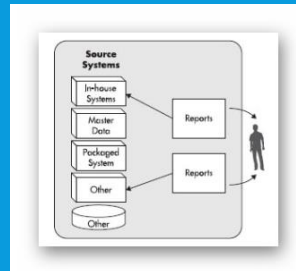 Source
Systems
In-house
Systems
Master
Data
Packaged
System
Other
Other
Reports
Reports